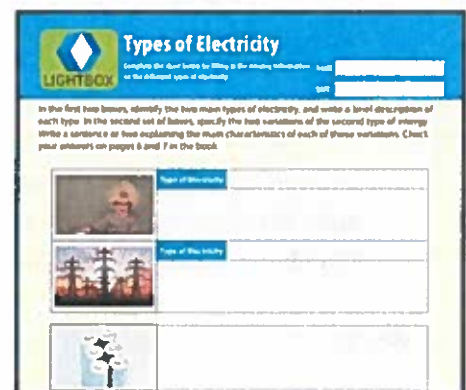 LIGHTBOX
Types of Electricity
Complete the chart below by filling in the missing information
on the different types of electricity.
NAME
DATE
In the first two boxes, identify the two main types of electricity, and write a brief description of
each type. In the second set of boxes, specify the two variations of the second type of energy.
Write a sentence or two explaining the main characteristics of each of these variations. Check
your answers on pages 6 and 7 in the book.
Type of Electricity
Type of Electricity